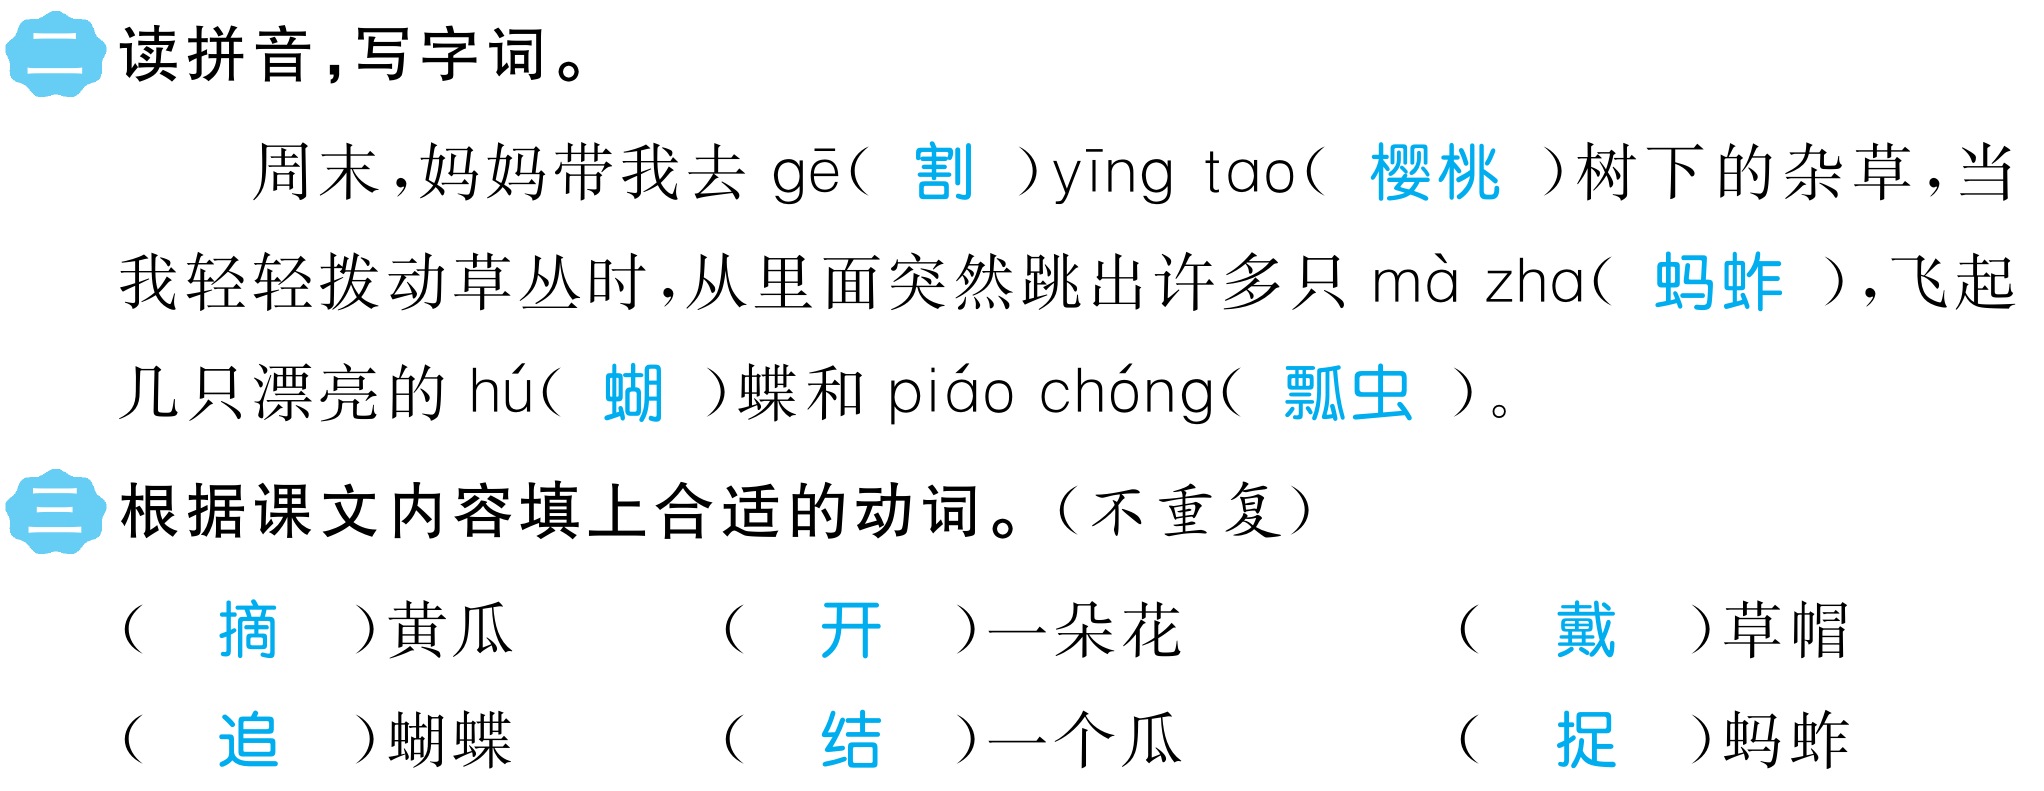 二 读拼音,写字词。
周末,妈妈带我去 gē( 割 )yīng tao( 樱桃 )树下的杂草,当
我轻轻拨动草丛时,从里面突然跳出许多只 mà zha( 蚂蚱 ),飞起
几只漂亮的 hú( 蝴 )蝶和 piáo chóng( 瓢虫 )。
三 根据课文内容填上合适的动词。(不重复)
( 摘 )黄瓜 ( 开 )一朵花 ( 戴 )草帽
( 追 )蝴蝶 ( 结 )一个瓜 ( 捉 )蚂蚱